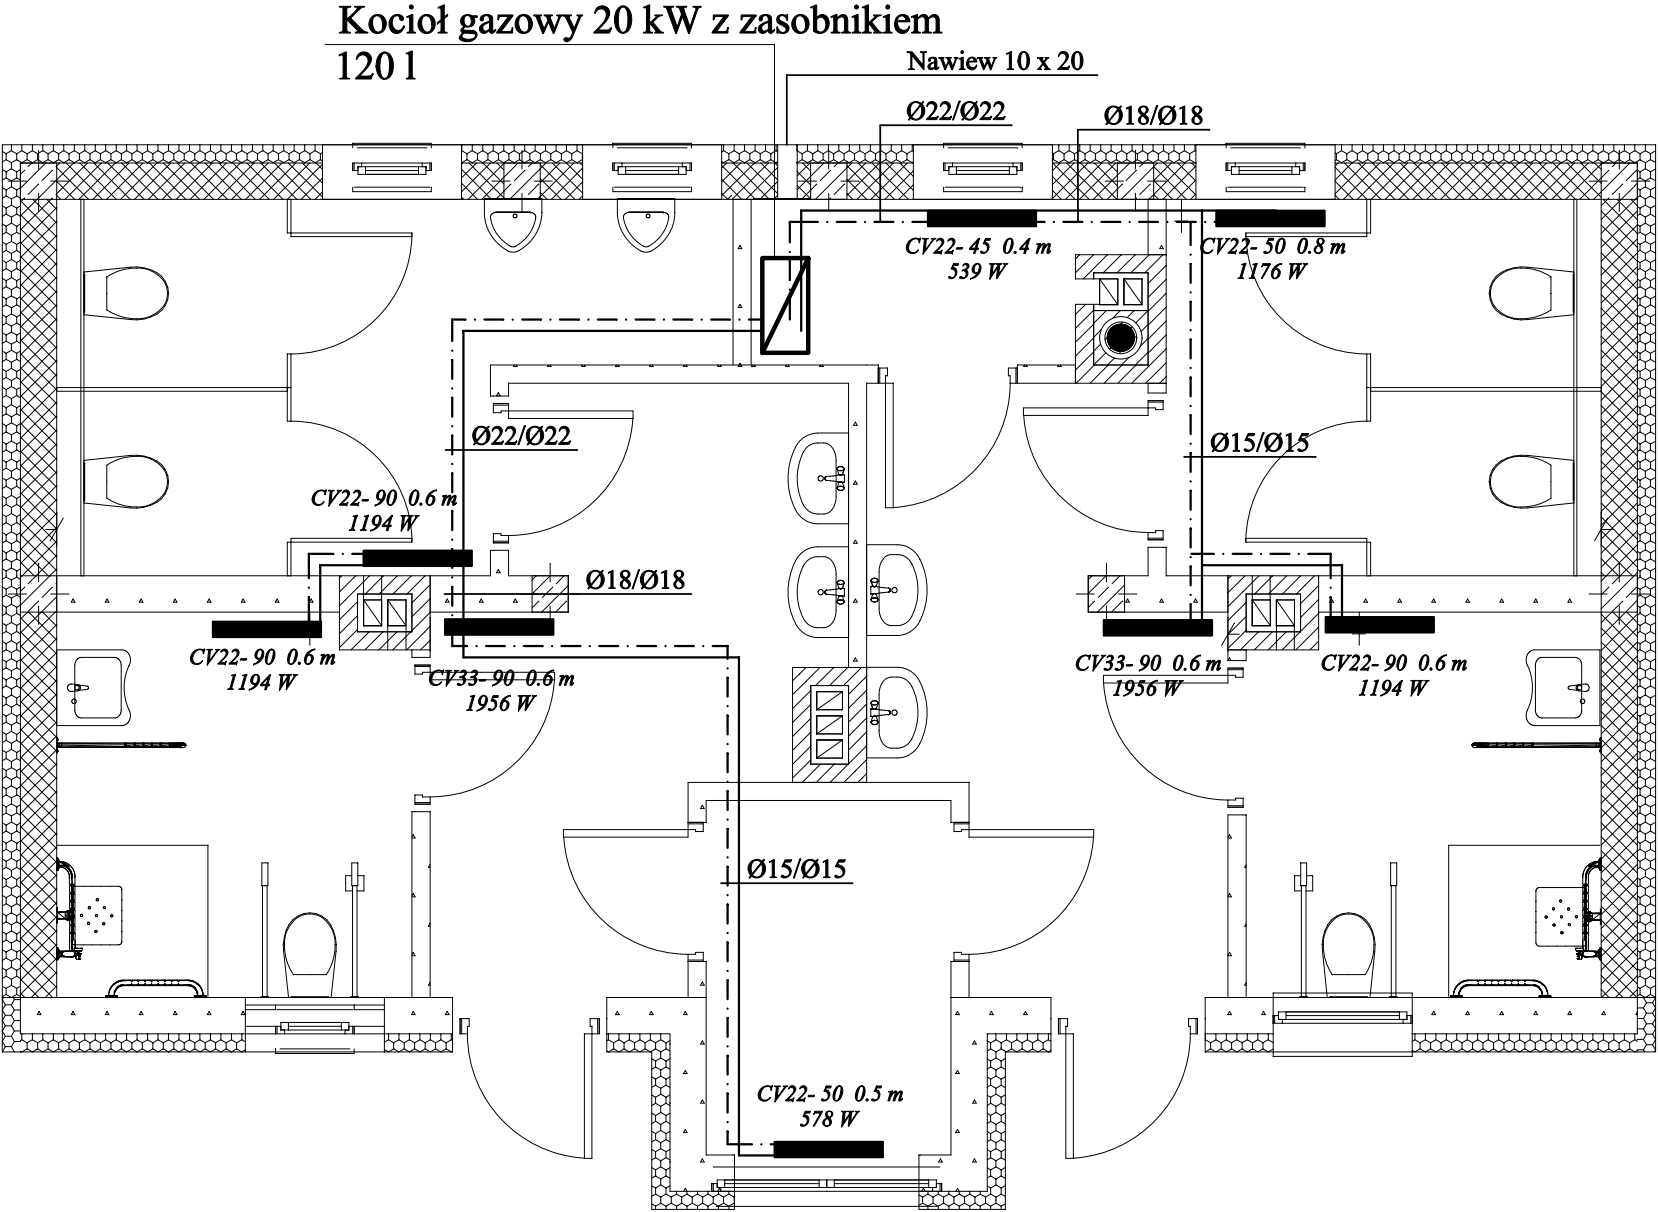 Kocioł gazowy 20 kW z zasobnikiem
120 l
Nawiew 10 x 20
Ø22/Ø22
Ø18/Ø18
CV22- 45  0.4 m
539 W
CV22- 50  0.8 m
1176 W
Ø22/Ø22
Ø15/Ø15
CV22- 90  0.6 m
1194 W
Ø18/Ø18
CV22- 90  0.6 m
1194 W
CV33- 90  0.6 m
1956 W
CV33- 90  0.6 m
1956 W
CV22- 90  0.6 m
1194 W
Ø15/Ø15
CV22- 50  0.5 m
578 W